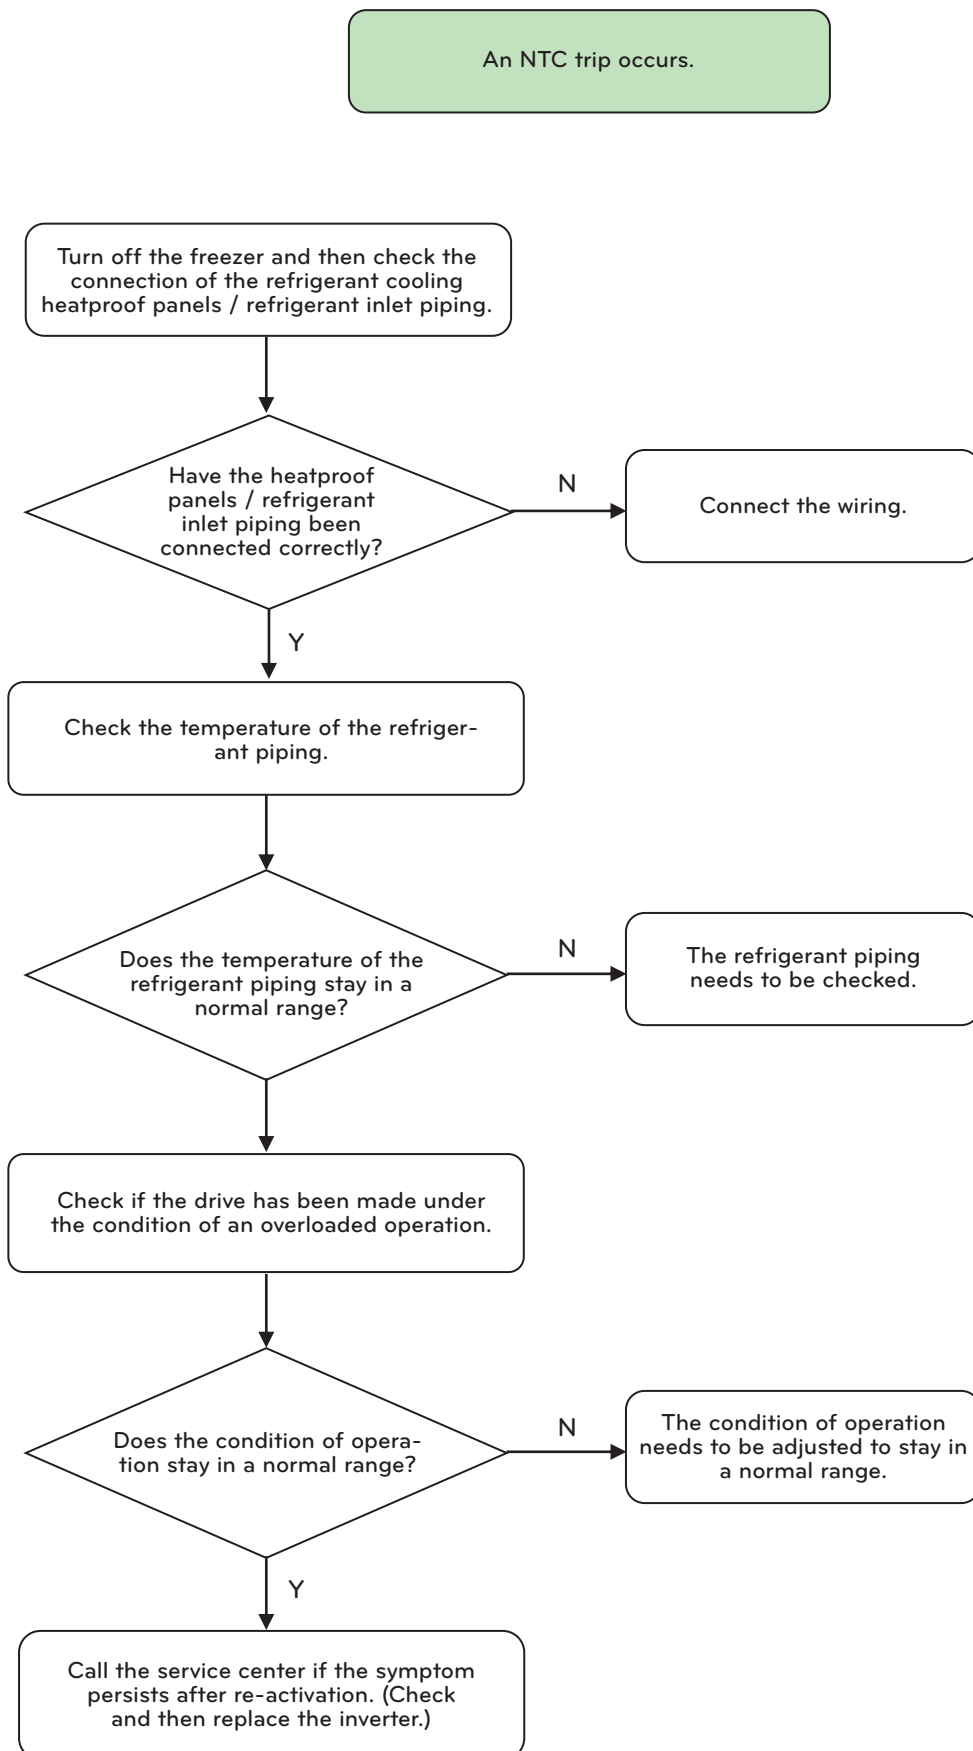 An NTC trip occurs.
Turn off the freezer and then check the
connection of the refrigerant cooling
heatproof panels / refrigerant inlet piping.
Have the heatproof
panels / refrigerant
inlet piping been
connected correctly?
N
Connect the wiring.
Y
Check the temperature of the refriger-
ant piping.
Does the temperature of the
refrigerant piping stay in a
normal range?
N
The refrigerant piping
needs to be checked.
Check if the drive has been made under
the condition of an overloaded operation.
Does the condition of opera-
tion stay in a normal range?
N
The condition of operation
needs to be adjusted to stay in
a normal range.
Y
Call the service center if the symptom
persists after re-activation. (Check
and then replace the inverter.)